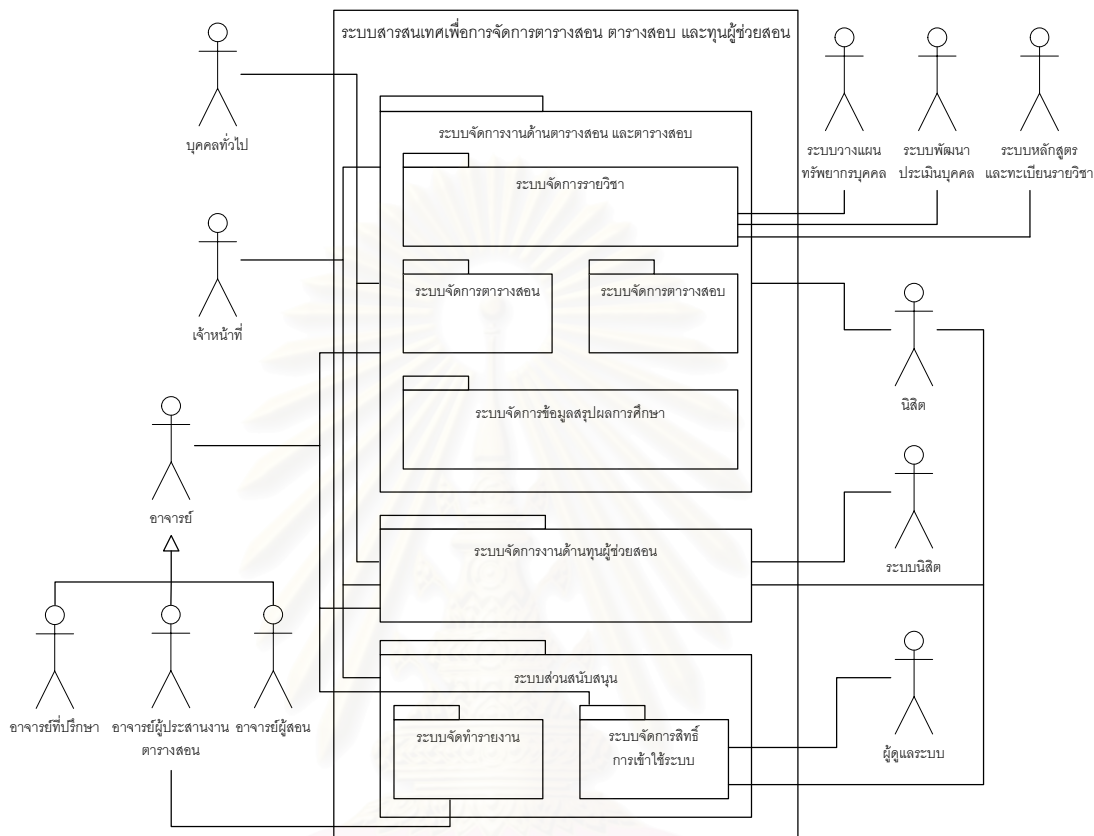 ระบบสารสนเทศเพื่อการจัดการตารางสอน ตารางสอบ และทุนผู้ช่วยสอน
บุคคลทั่วไป
ระบบจัดการงานด้านตารางสอน และตารางสอบ
ระบบวางแผน
ทรัพยากรบุคคล
ระบบพัฒนา
ประเมินบุคคล
ระบบหลักสูตร
และทะเบียนรายวิชา
ระบบจัดการรายวิชา
เจ้าหน้าที่
ระบบจัดการตารางสอน
ระบบจัดการตารางสอบ
นิสิต
ระบบจัดการข้อมูลสรุปผลการศึกษา
อาจารย์
ระบบจัดการงานด้านทุนผู้ช่วยสอน
ระบบนิสิต
ระบบส่วนสนับสนุน
อาจารย์ที่ปรึกษา
อาจารย์ผู้ประสานงาน
ตารางสอน
อาจารย์ผู้สอน
ระบบจัดทำรายงาน
ระบบจัดการสิทธิ์
การเข้าใช้ระบบ
ผู้ดูแลระบบ